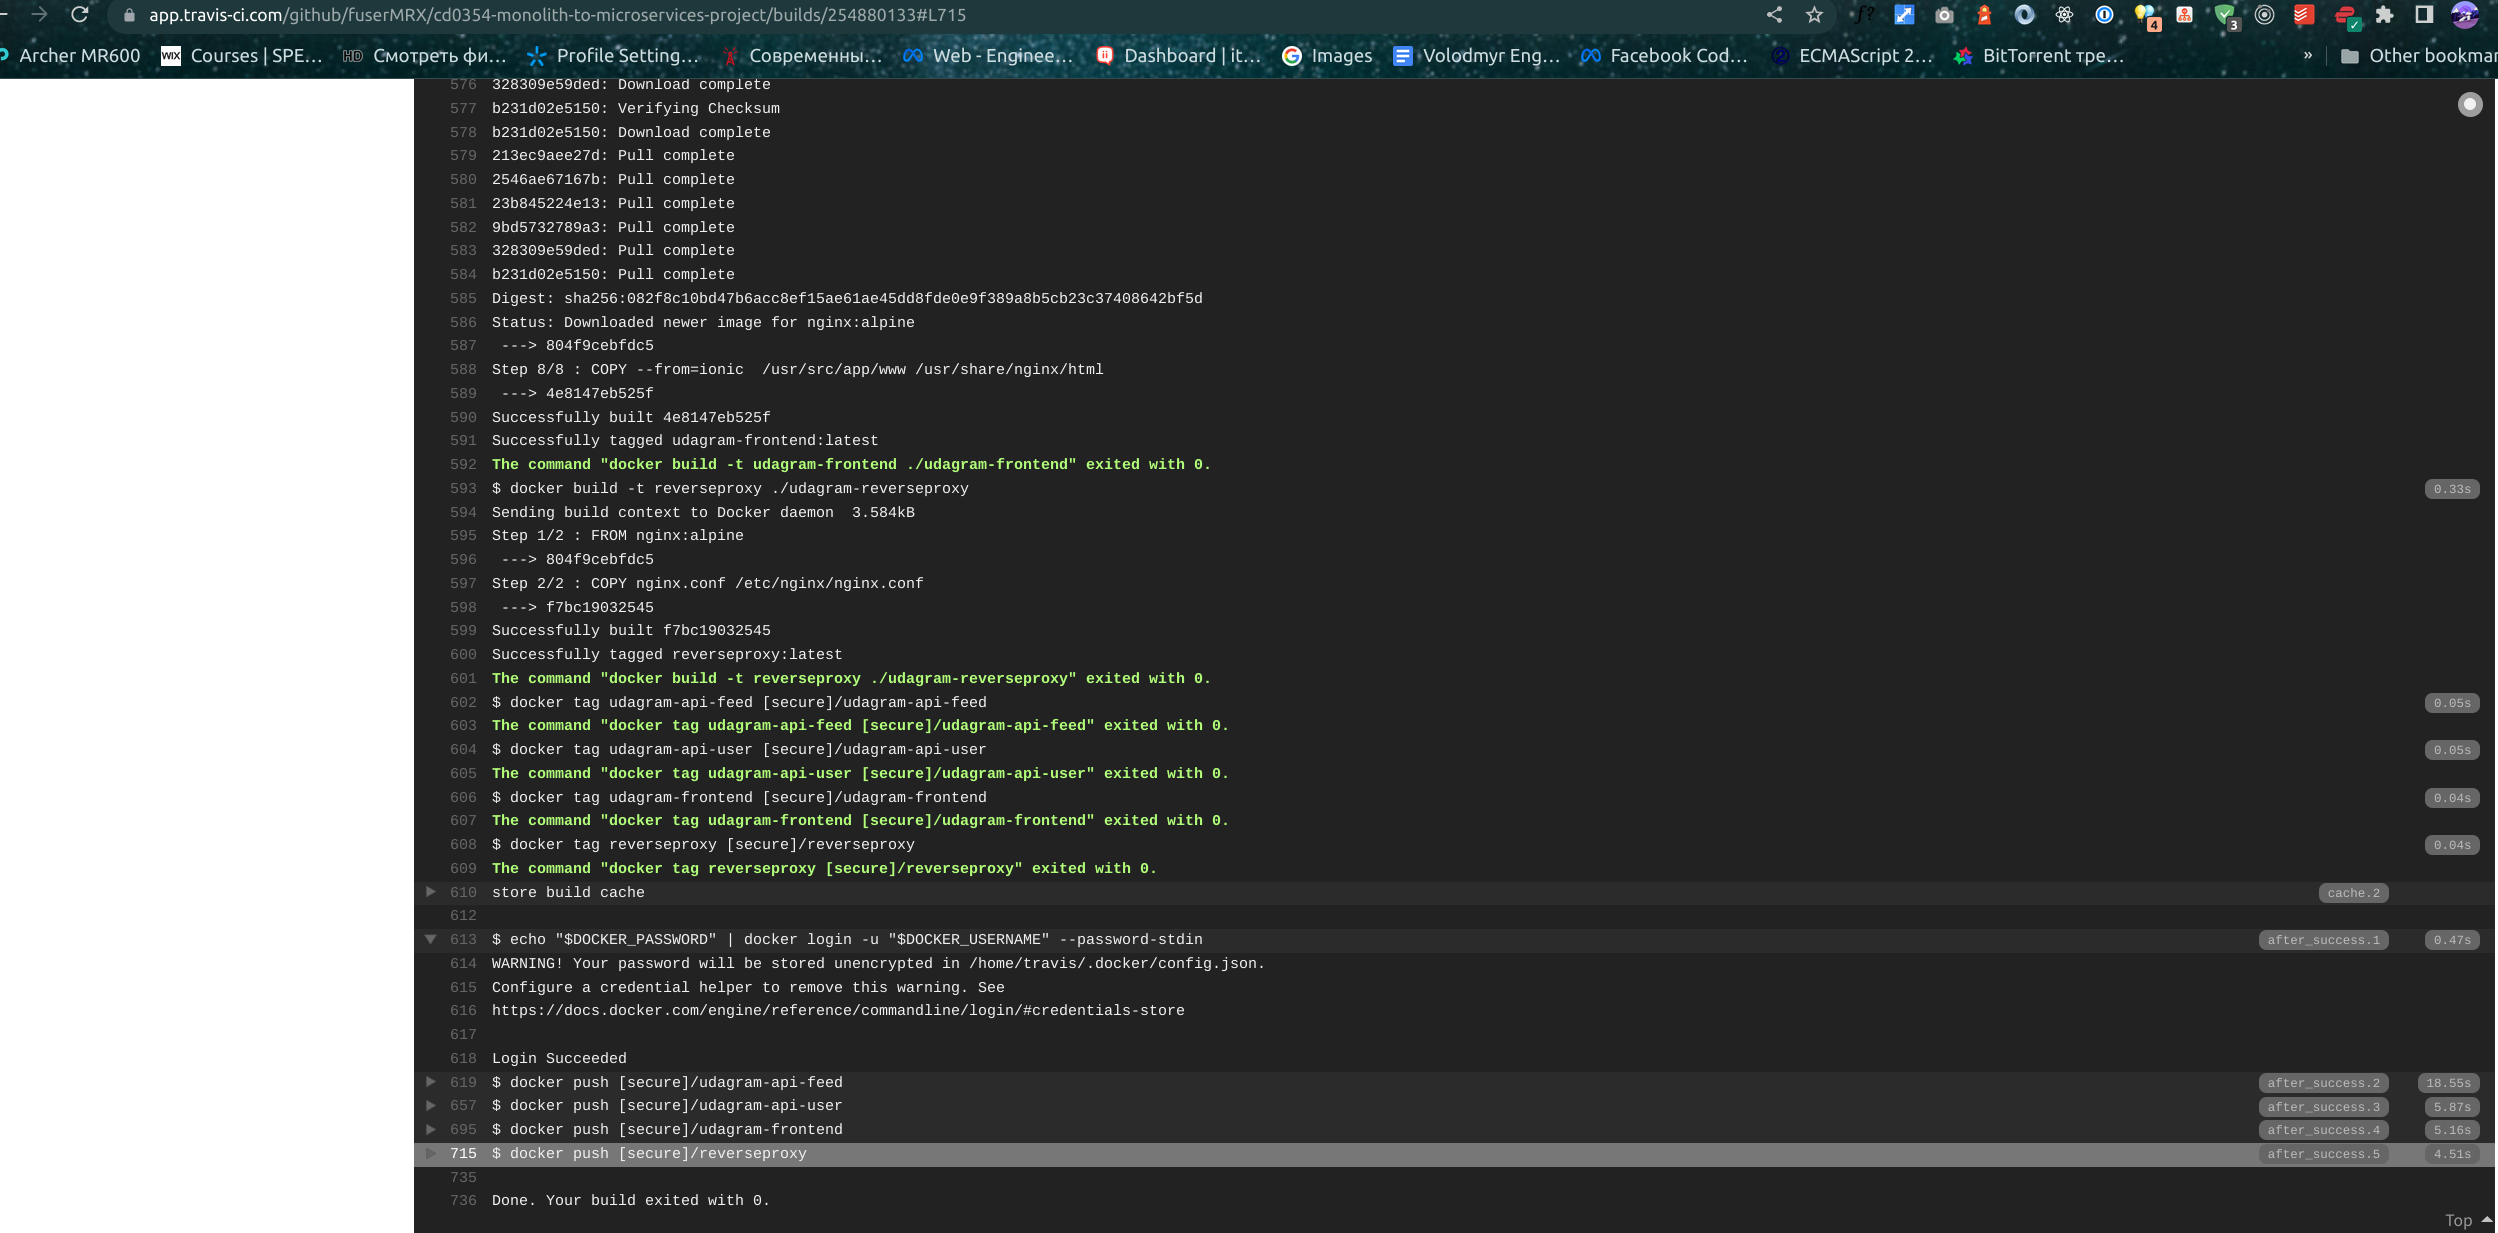 app.travis-ci.com/github/fuserMRX/cd0354-monolith-to-microservices-project/builds/254880133#L715
f?
4
3
Archer MR600
WIX Courses | SPE...
HD Смотреть фи...
Profile Setting...
Современны...
Web - Enginee...
Dashboard | it...
Images
Volodmyr Eng...
Facebook Cod...
ECMAScript 2...
BitTorrent тре...
»
Other bookmar
576 328309e59ded: Download complete
577 b231d02e5150: Verifying Checksum
578 b231d02e5150: Download complete
579 213ec9aee27d: Pull complete
580 2546ae67167b: Pull complete
581 23b845224e13: Pull complete
582 9bd5732789a3: Pull complete
583 328309e59ded: Pull complete
584 b231d02e5150: Pull complete
585 Digest: sha256:082f8c10bd47b6acc8ef15ae61ae45dd8fde0e9f389a8b5cb23c37408642bf5d
586 Status: Downloaded newer image for nginx:alpine
587 ---> 804f9cebfdc5
588 Step 8/8 : COPY --from=ionic  /usr/src/app/www /usr/share/nginx/html
589 ---> 4e8147eb525f
590 Successfully built 4e8147eb525f
591 Successfully tagged udagram-frontend:latest
592 The command "docker build -t udagram-frontend ./udagram-frontend" exited with 0.
593 $ docker build -t reverseproxy ./udagram-reverseproxy 0.33s
594 Sending build context to Docker daemon  3.584kB
595 Step 1/2 : FROM nginx:alpine
596 ---> 804f9cebfdc5
597 Step 2/2 : COPY nginx.conf /etc/nginx/nginx.conf
598 ---> f7bc19032545
599 Successfully built f7bc19032545
600 Successfully tagged reverseproxy:latest
601 The command "docker build -t reverseproxy ./udagram-reverseproxy" exited with 0.
602 $ docker tag udagram-api-feed [secure]/udagram-api-feed 0.05s
603 The command "docker tag udagram-api-feed [secure]/udagram-api-feed" exited with 0.
604 $ docker tag udagram-api-user [secure]/udagram-api-user 0.05s
605 The command "docker tag udagram-api-user [secure]/udagram-api-user" exited with 0.
606 $ docker tag udagram-frontend [secure]/udagram-frontend 0.04s
607 The command "docker tag udagram-frontend [secure]/udagram-frontend" exited with 0.
608 $ docker tag reverseproxy [secure]/reverseproxy 0.04s
609 The command "docker tag reverseproxy [secure]/reverseproxy" exited with 0.
610 store build cache cache.2
612
613 $ echo "$DOCKER_PASSWORD" | docker login -u "$DOCKER_USERNAME" --password-stdin after_success.1 0.47s
614 WARNING! Your password will be stored unencrypted in /home/travis/.docker/config.json.
615 Configure a credential helper to remove this warning. See
616 https://docs.docker.com/engine/reference/commandline/login/#credentials-store
617
618 Login Succeeded
619 $ docker push [secure]/udagram-api-feed after_success.2 18.55s
657 $ docker push [secure]/udagram-api-user after_success.3 5.87s
695 $ docker push [secure]/udagram-frontend after_success.4 5.16s
715 $ docker push [secure]/reverseproxy after_success.5 4.51s
735
736 Done. Your build exited with 0.
Top